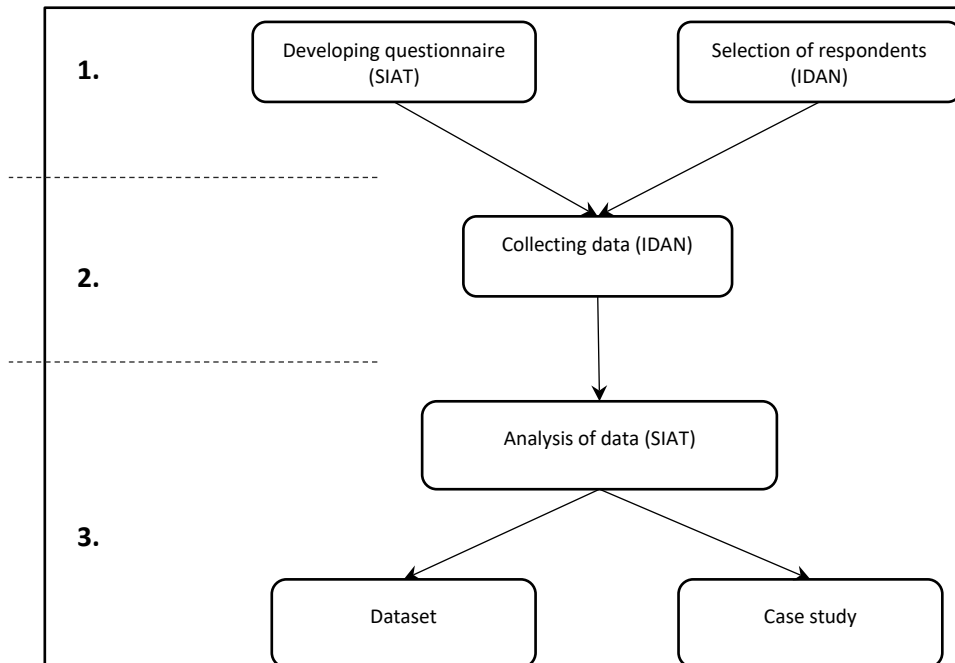 1.
Developing questionnaire
(SIAT)
Selection of respondents
(IDAN)
2.
Collecting data (IDAN)
Analysis of data (SIAT)
3.
Dataset
Case study